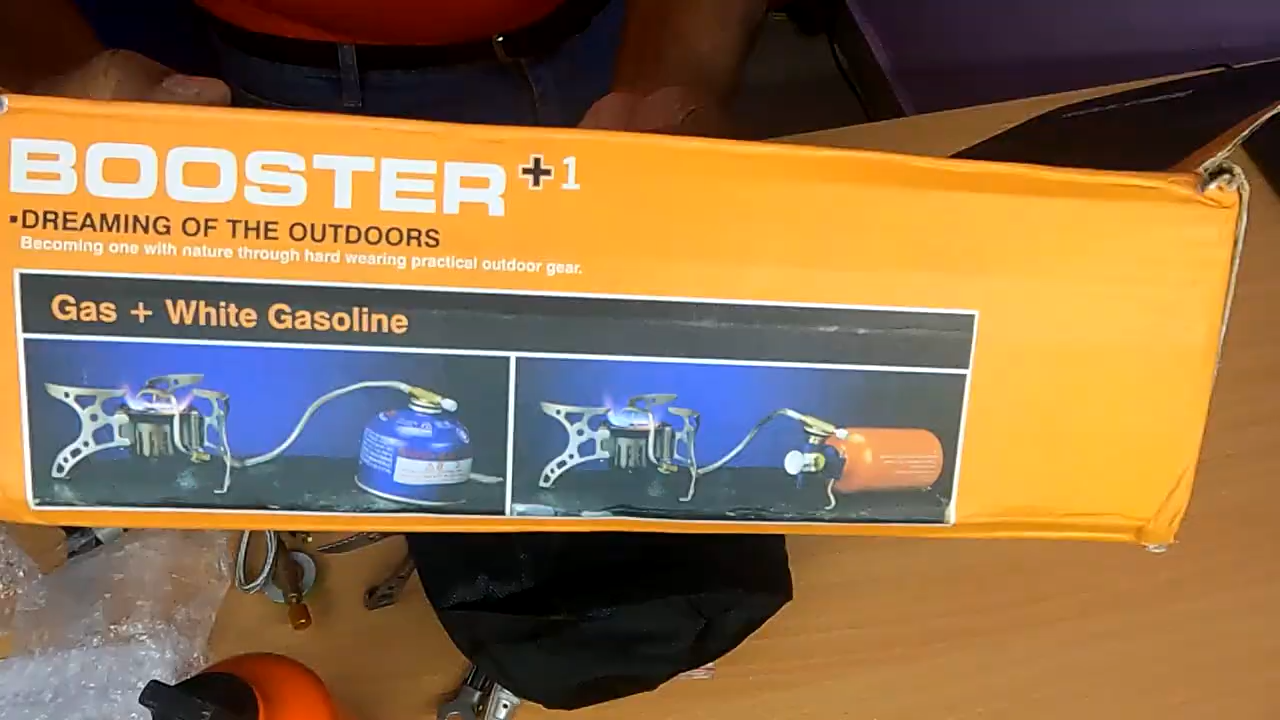 BOOSTER +1
▪DREAMING OF THE OUTDOORS
Becoming one with nature through hard wearing practical outdoor gear.
Gas + White Gasoline